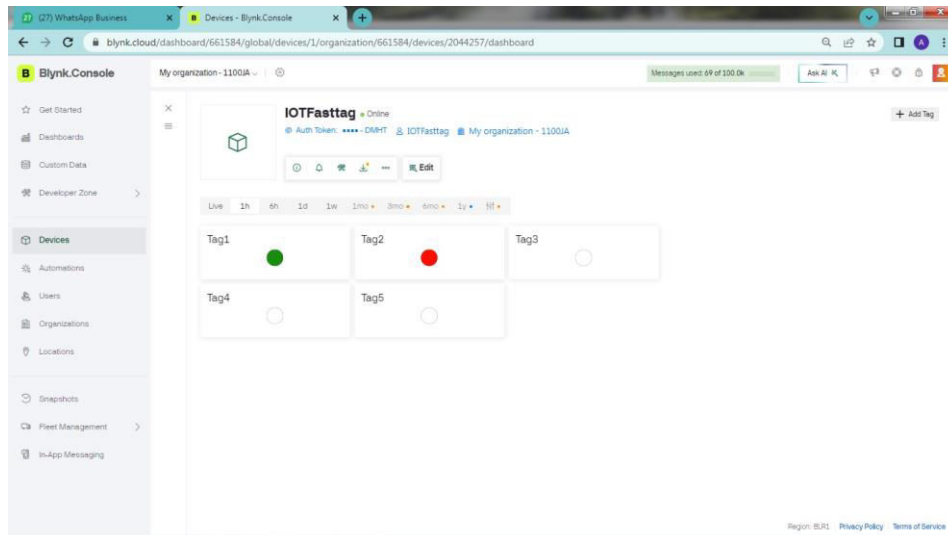 (27) WhatsApp Business
Devices - Blynk.Console
blynk.cloud/dashboard/661584/global/devices/1/organization/661584/devices/2044257/dashboard
B Blynk.Console
My organization - 1100JA
Messages used: 69 of 100.0k
Ask AI
Get Started
Dashboards
Custom Data
Developer Zone
Devices
Automations
Users
Organizations
Locations
Snapshots
Fleet Management
In-App Messaging
IOTFasttag Online
Auth Token: •••• - DMHT IOTFasttag My organization - 1100JA
+ Add Tag
Edit
Live 1h 6h 1d 1w 1mo 3mo 6mo 1y
Tag1 Tag2 Tag3
Tag4 Tag5
Region: BLR1 Privacy Policy Terms of Service